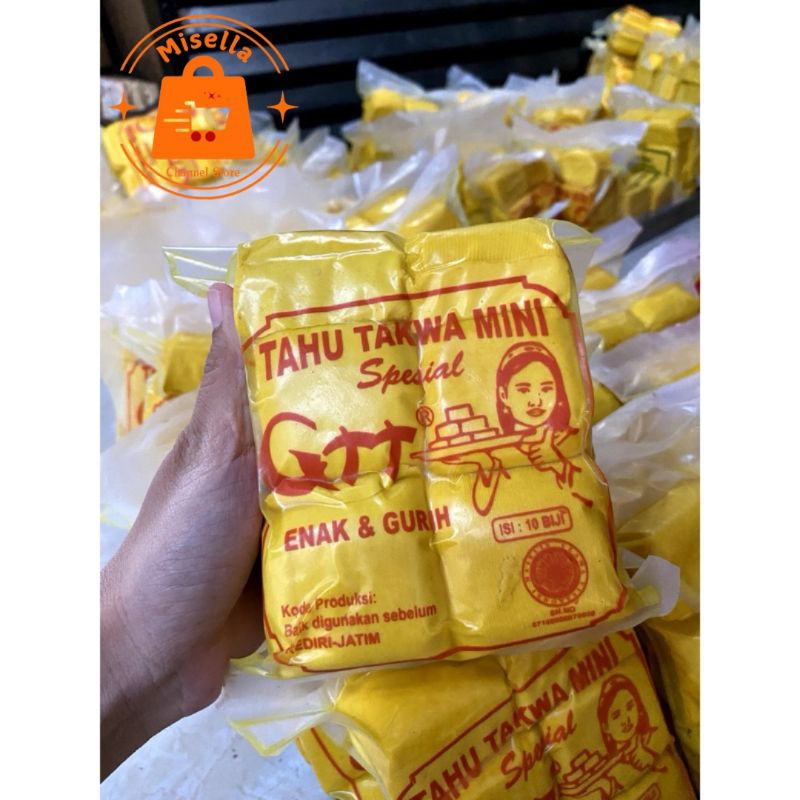 Misella
Channel Store
TAHU TAKWA MINI
Spesial
GTT®
ENAK & GURIH
ISI : 10 BIJI
Kode Produksi:
Baik digunakan sebelum
KEDIRI-JATIM
TAHU TAKWA MINI
Spesial